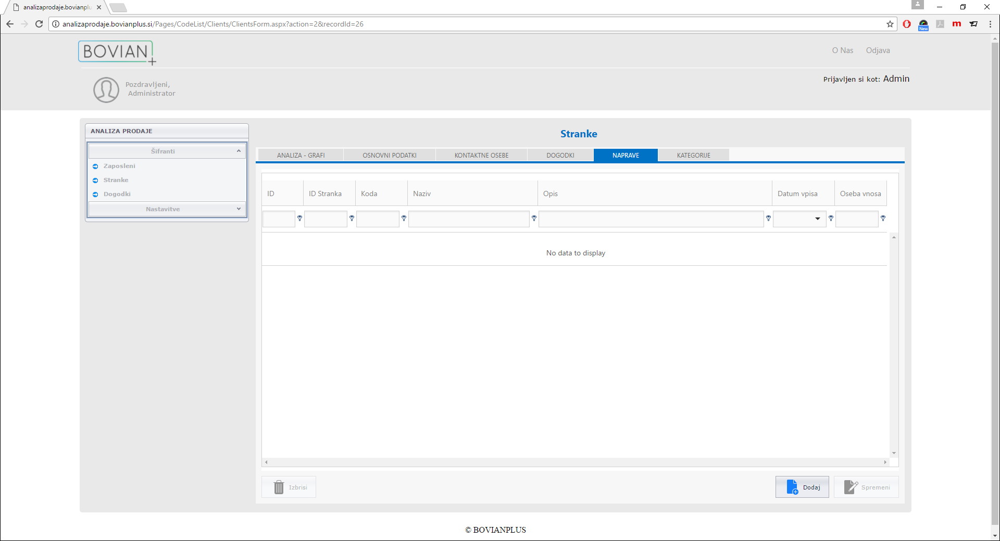 analizaprodaje.bovianplu
analizaprodaje.bovianplus.si/Pages/CodeList/Clients/ClientsForm.aspx?action=2&recordId=26
New
m
BOVIAN+
O Nas
Odjava
Pozdravljeni,
Administrator
Prijavljen si kot: Admin
ANALIZA PRODAJE
Šifranti
Zaposleni
Stranke
Dogodki
Nastavitve
Stranke
ANALIZA - GRAFI
OSNOVNI PODATKI
KONTAKTNE OSEBE
DOGODKI
NAPRAVE
KATEGORIJE
ID
ID Stranka
Koda
Naziv
Opis
Datum vpisa
Oseba vnosa
No data to display
Izbrisi
Dodaj
Spremeni
© BOVIANPLUS